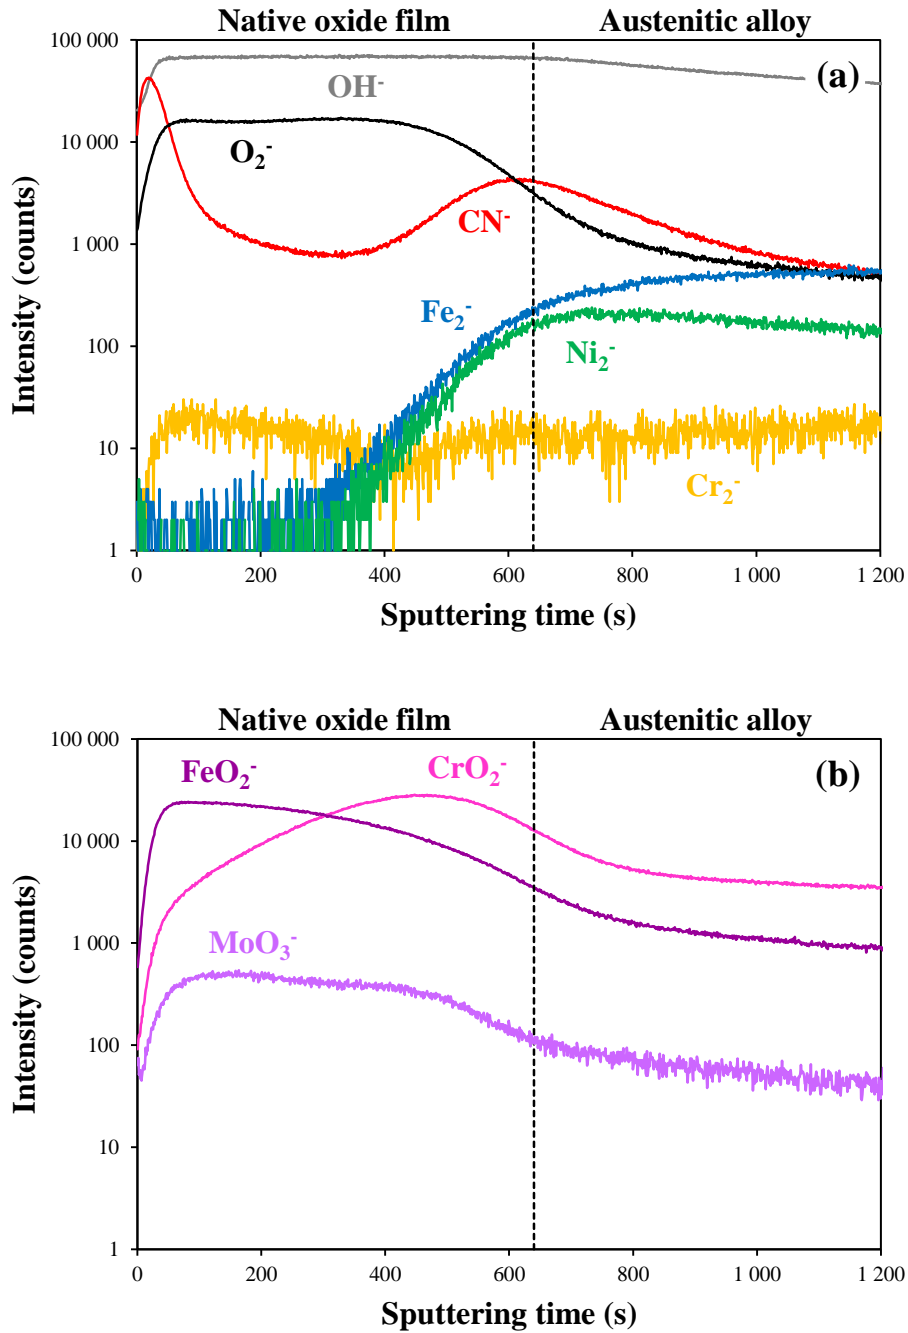 Native oxide film Austenitic alloy
100 000
(a)
OH⁻
10 000
O₂⁻
CN⁻
1 000
Fe₂⁻
100
Ni₂⁻
10
Cr₂⁻
1
0 200 400 600 800 1 000 1 200
Sputtering time (s)
Intensity (counts)
Native oxide film Austenitic alloy
100 000
FeO₂⁻ CrO₂⁻ (b)
10 000
1 000
MoO₃⁻
100
10
1
0 200 400 600 800 1 000 1 200
Sputtering time (s)
Intensity (counts)